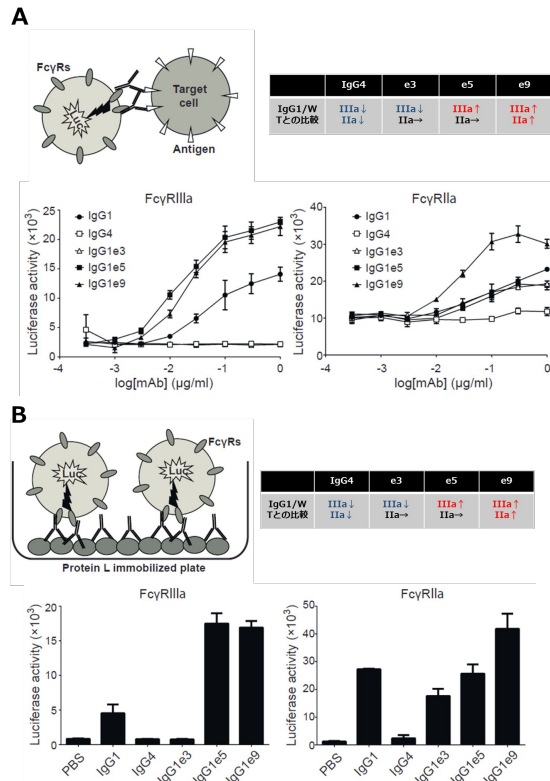 A
FcγRs
Luc
Target
cell
Antigen
IgG4 e3 e5 e9
IgG1/W
Tとの比較
IIIa↓ IIIa↓ IIIa↑ IIIa↑
IIa↓ IIa→ IIa→ IIa↑
FcγRIIIa
Luciferase activity (×10³)
25
20
15
10
5
0
IgG1
IgG4
IgG1e3
IgG1e5
IgG1e9
-4 -3 -2 -1 0
log[mAb] (µg/ml)
FcγRIIa
Luciferase activity (×10³)
40
30
20
10
0
IgG1
IgG4
IgG1e3
IgG1e5
IgG1e9
-4 -3 -2 -1 0
log[mAb] (µg/ml)
B
FcγRs
Luc
Luc
Protein L immobilized plate
IgG4 e3 e5 e9
IgG1/W
Tとの比較
IIIa↓ IIIa↓ IIIa↑ IIIa↑
IIa↓ IIa→ IIa→ IIa↑
FcγRIIIa
Luciferase activity (×10³)
20
15
10
5
0
PBS IgG1 IgG4 IgG1e3 IgG1e5 IgG1e9
FcγRIIa
Luciferase activity (×10³)
50
40
30
20
10
0
PBS IgG1 IgG4 IgG1e3 IgG1e5 IgG1e9